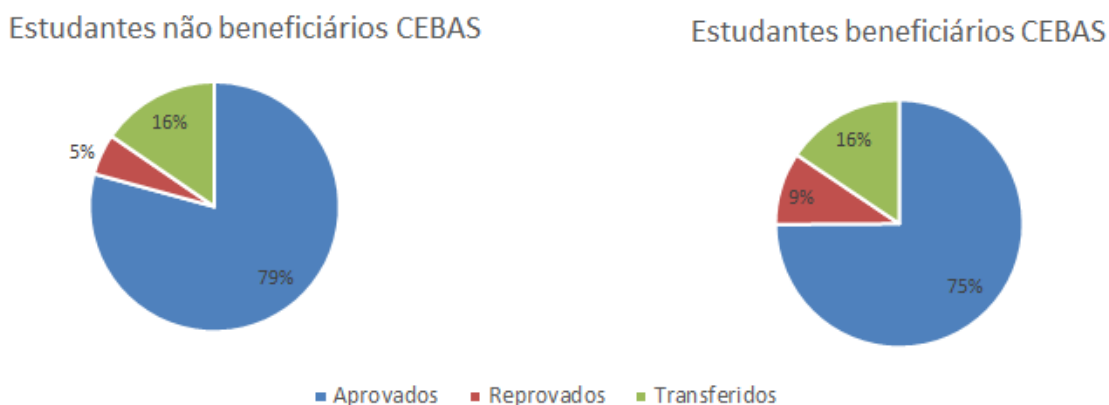 Estudantes não beneficiários CEBAS
16%
5%
79%
Estudantes beneficiários CEBAS
16%
9%
75%
Aprovados Reprovados Transferidos